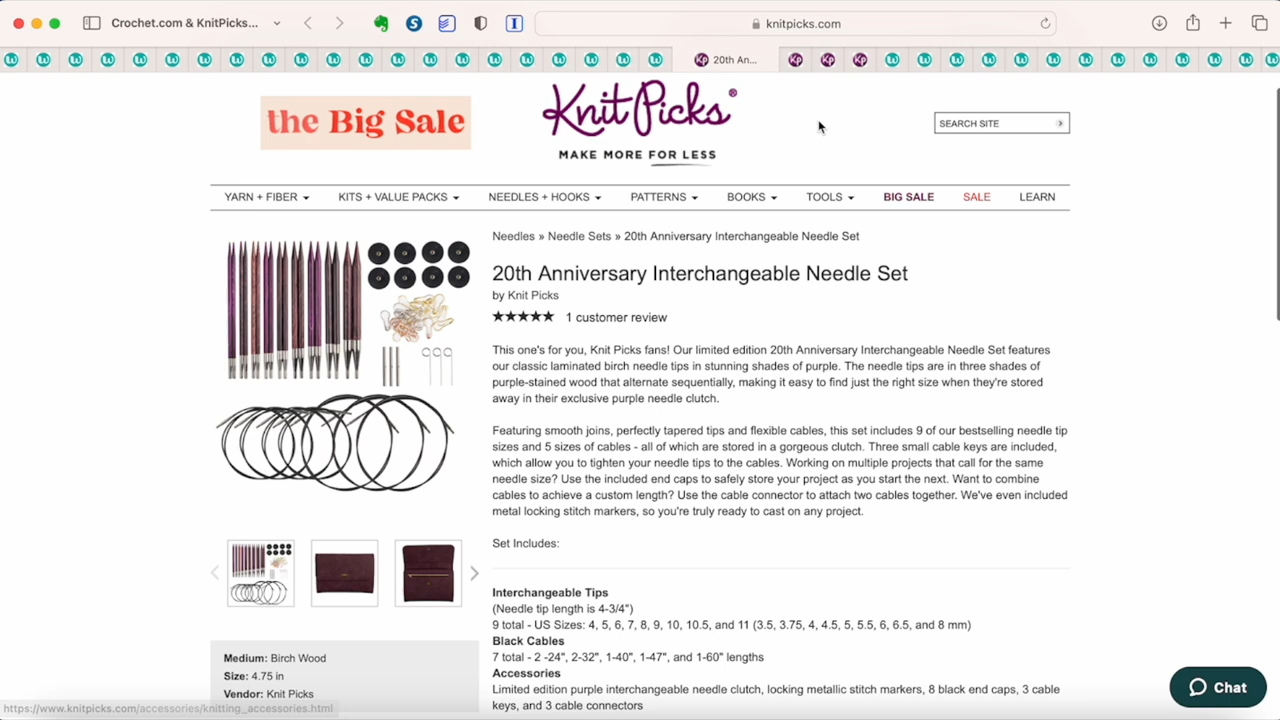 Crochet.com & KnitPicks...
knitpicks.com
20th An...
the Big Sale
KnitPicks®
MAKE MORE FOR LESS
SEARCH SITE
YARN + FIBER KITS + VALUE PACKS NEEDLES + HOOKS PATTERNS BOOKS TOOLS BIG SALE SALE LEARN
Needles » Needle Sets » 20th Anniversary Interchangeable Needle Set
20th Anniversary Interchangeable Needle Set
by Knit Picks
★★★★★ 1 customer review
This one's for you, Knit Picks fans! Our limited edition 20th Anniversary Interchangeable Needle Set features
our classic laminated birch needle tips in stunning shades of purple. The needle tips are in three shades of
purple-stained wood that alternate sequentially, making it easy to find just the right size when they're stored
away in their exclusive purple needle clutch.
Featuring smooth joins, perfectly tapered tips and flexible cables, this set includes 9 of our bestselling needle tip
sizes and 5 sizes of cables - all of which are stored in a gorgeous clutch. Three small cable keys are included,
which allow you to tighten your needle tips to the cables. Working on multiple projects that call for the same
needle size? Use the included end caps to safely store your project as you start the next. Want to combine
cables to achieve a custom length? Use the cable connector to attach two cables together. We've even included
metal locking stitch markers, so you're truly ready to cast on any project.
Set Includes:
Interchangeable Tips
(Needle tip length is 4-3/4")
9 total - US Sizes: 4, 5, 6, 7, 8, 9, 10, 10.5, and 11 (3.5, 3.75, 4, 4.5, 5, 5.5, 6, 6.5, and 8 mm)
Black Cables
7 total - 2 -24", 2-32", 1-40", 1-47", and 1-60" lengths
Accessories
Limited edition purple interchangeable needle clutch, locking metallic stitch markers, 8 black end caps, 3 cable
keys, and 3 cable connectors
Medium: Birch Wood
Size: 4.75 in
Vendor: Knit Picks
Chat
https://www.knitpicks.com/accessories/knitting_accessories.html